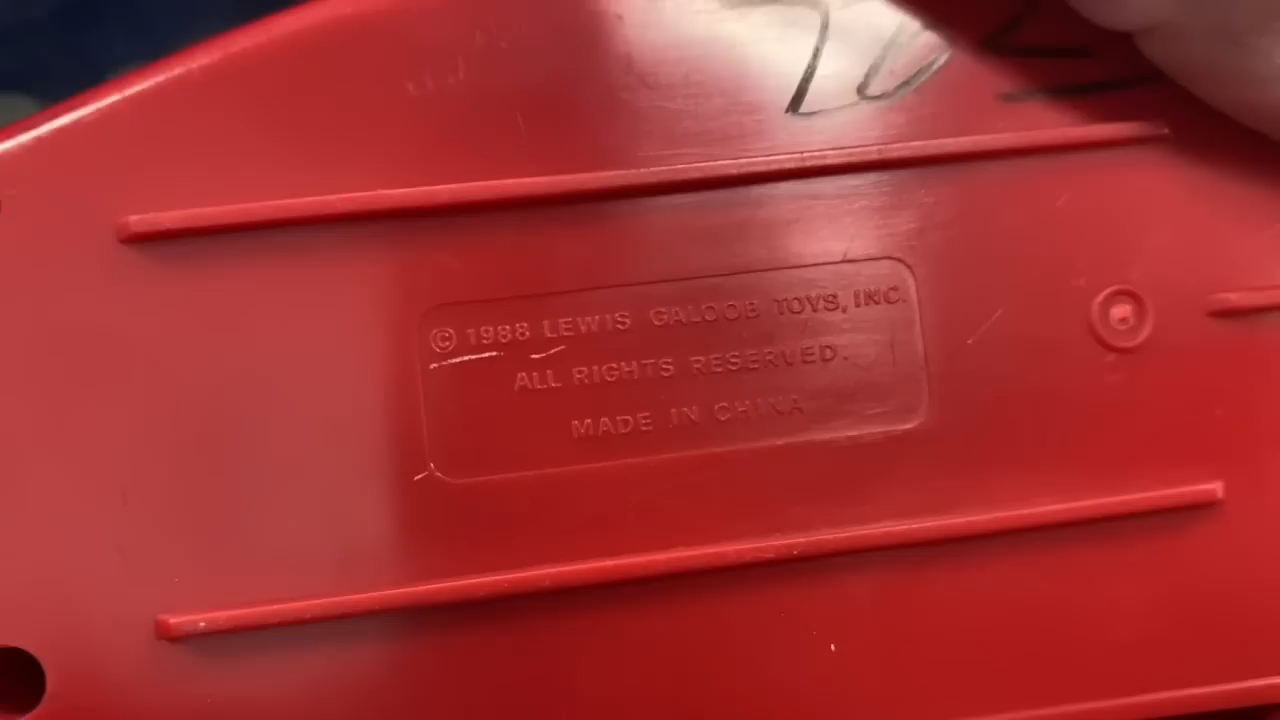 © 1988 LEWIS GALOOB TOYS, INC.
ALL RIGHTS RESERVED.
MADE IN CHINA